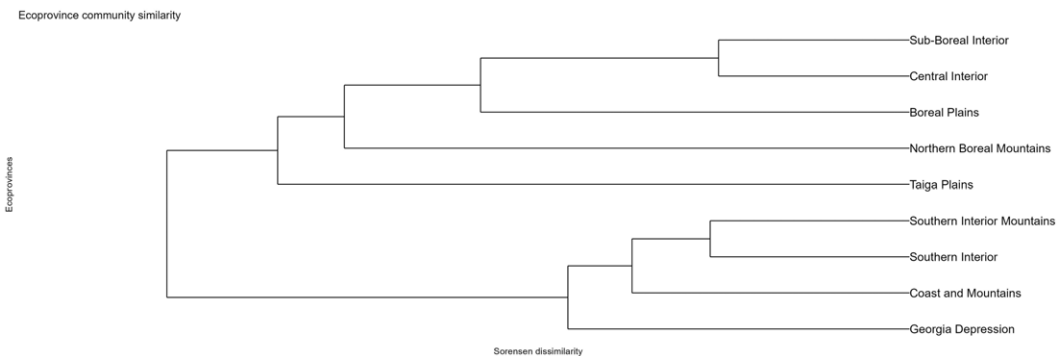 Ecoprovince community similarity
Sub-Boreal Interior
Central Interior
Boreal Plains
Northern Boreal Mountains
Ecoprovinces
Taiga Plains
Southern Interior Mountains
Southern Interior
Coast and Mountains
Georgia Depression
Sorensen dissimilarity